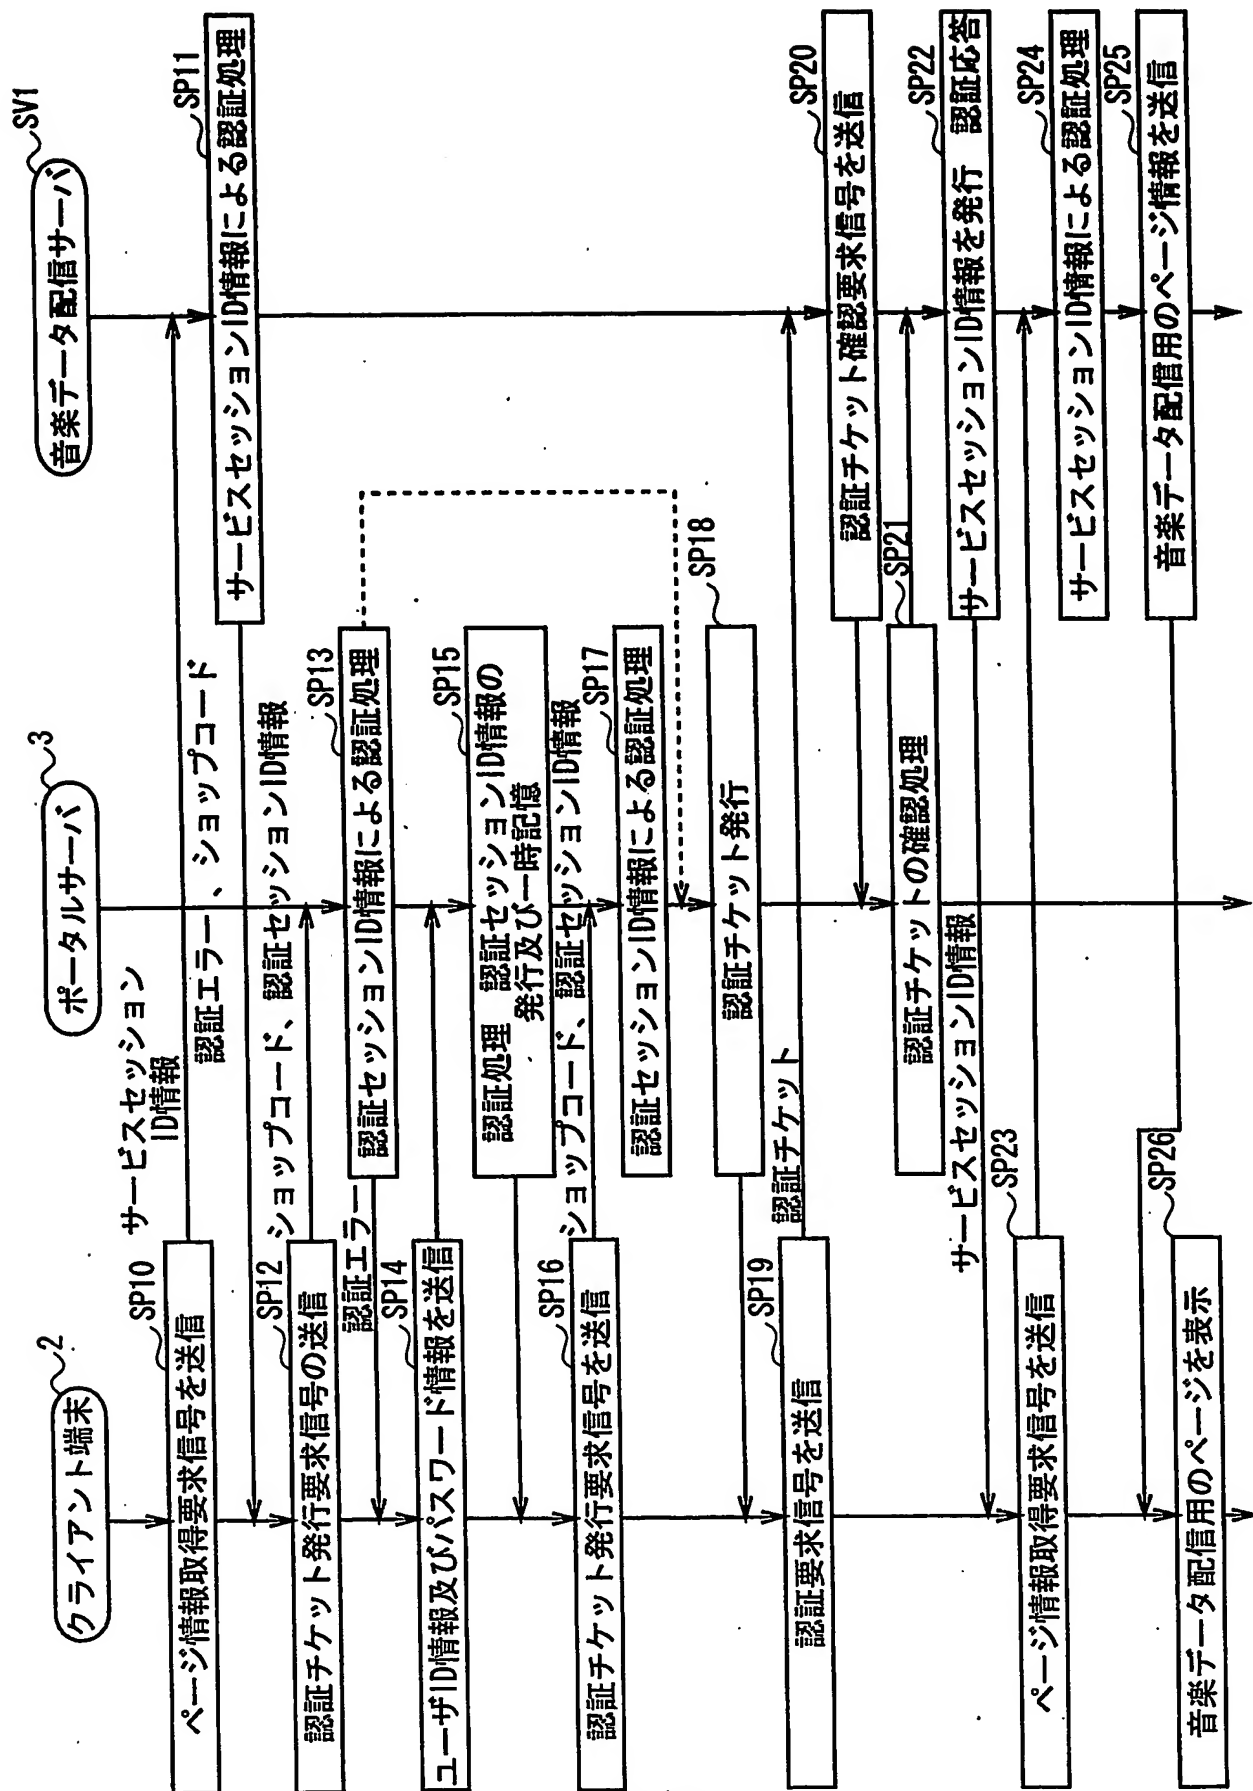 クライアント端末
2
ポータルサーバ
3
音楽データ配信サーバ
SV1
SP10
ページ情報取得要求信号を送信
サービスセッション
ID情報
SP11
サービスセッションID情報による認証処理
認証エラー、ショップコード
SP12
認証チケット発行要求信号の送信
ショップコード、認証セッションID情報
SP13
認証セッションID情報による認証処理
認証エラー
SP14
ユーザID情報及びパスワード情報を送信
SP15
認証処理 認証セッションID情報の
発行及び一時記憶
SP16
認証チケット発行要求信号を送信
ショップコード、認証セッションID情報
SP17
認証セッションID情報による認証処理
SP18
認証チケット発行
SP19
認証要求信号を送信
認証チケット
SP20
認証チケット確認要求信号を送信
SP21
認証チケットの確認処理
SP22
サービスセッションID情報を発行 認証応答
サービスセッションID情報
SP23
ページ情報取得要求信号を送信
SP24
サービスセッションID情報による認証処理
SP25
音楽データ配信用のページ情報を送信
SP26
音楽データ配信用のページを表示